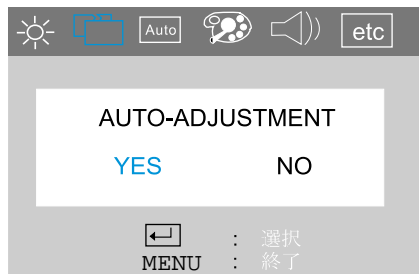 Auto etc
AUTO-ADJUSTMENT
YES NO
: 選択
MENU : 終了